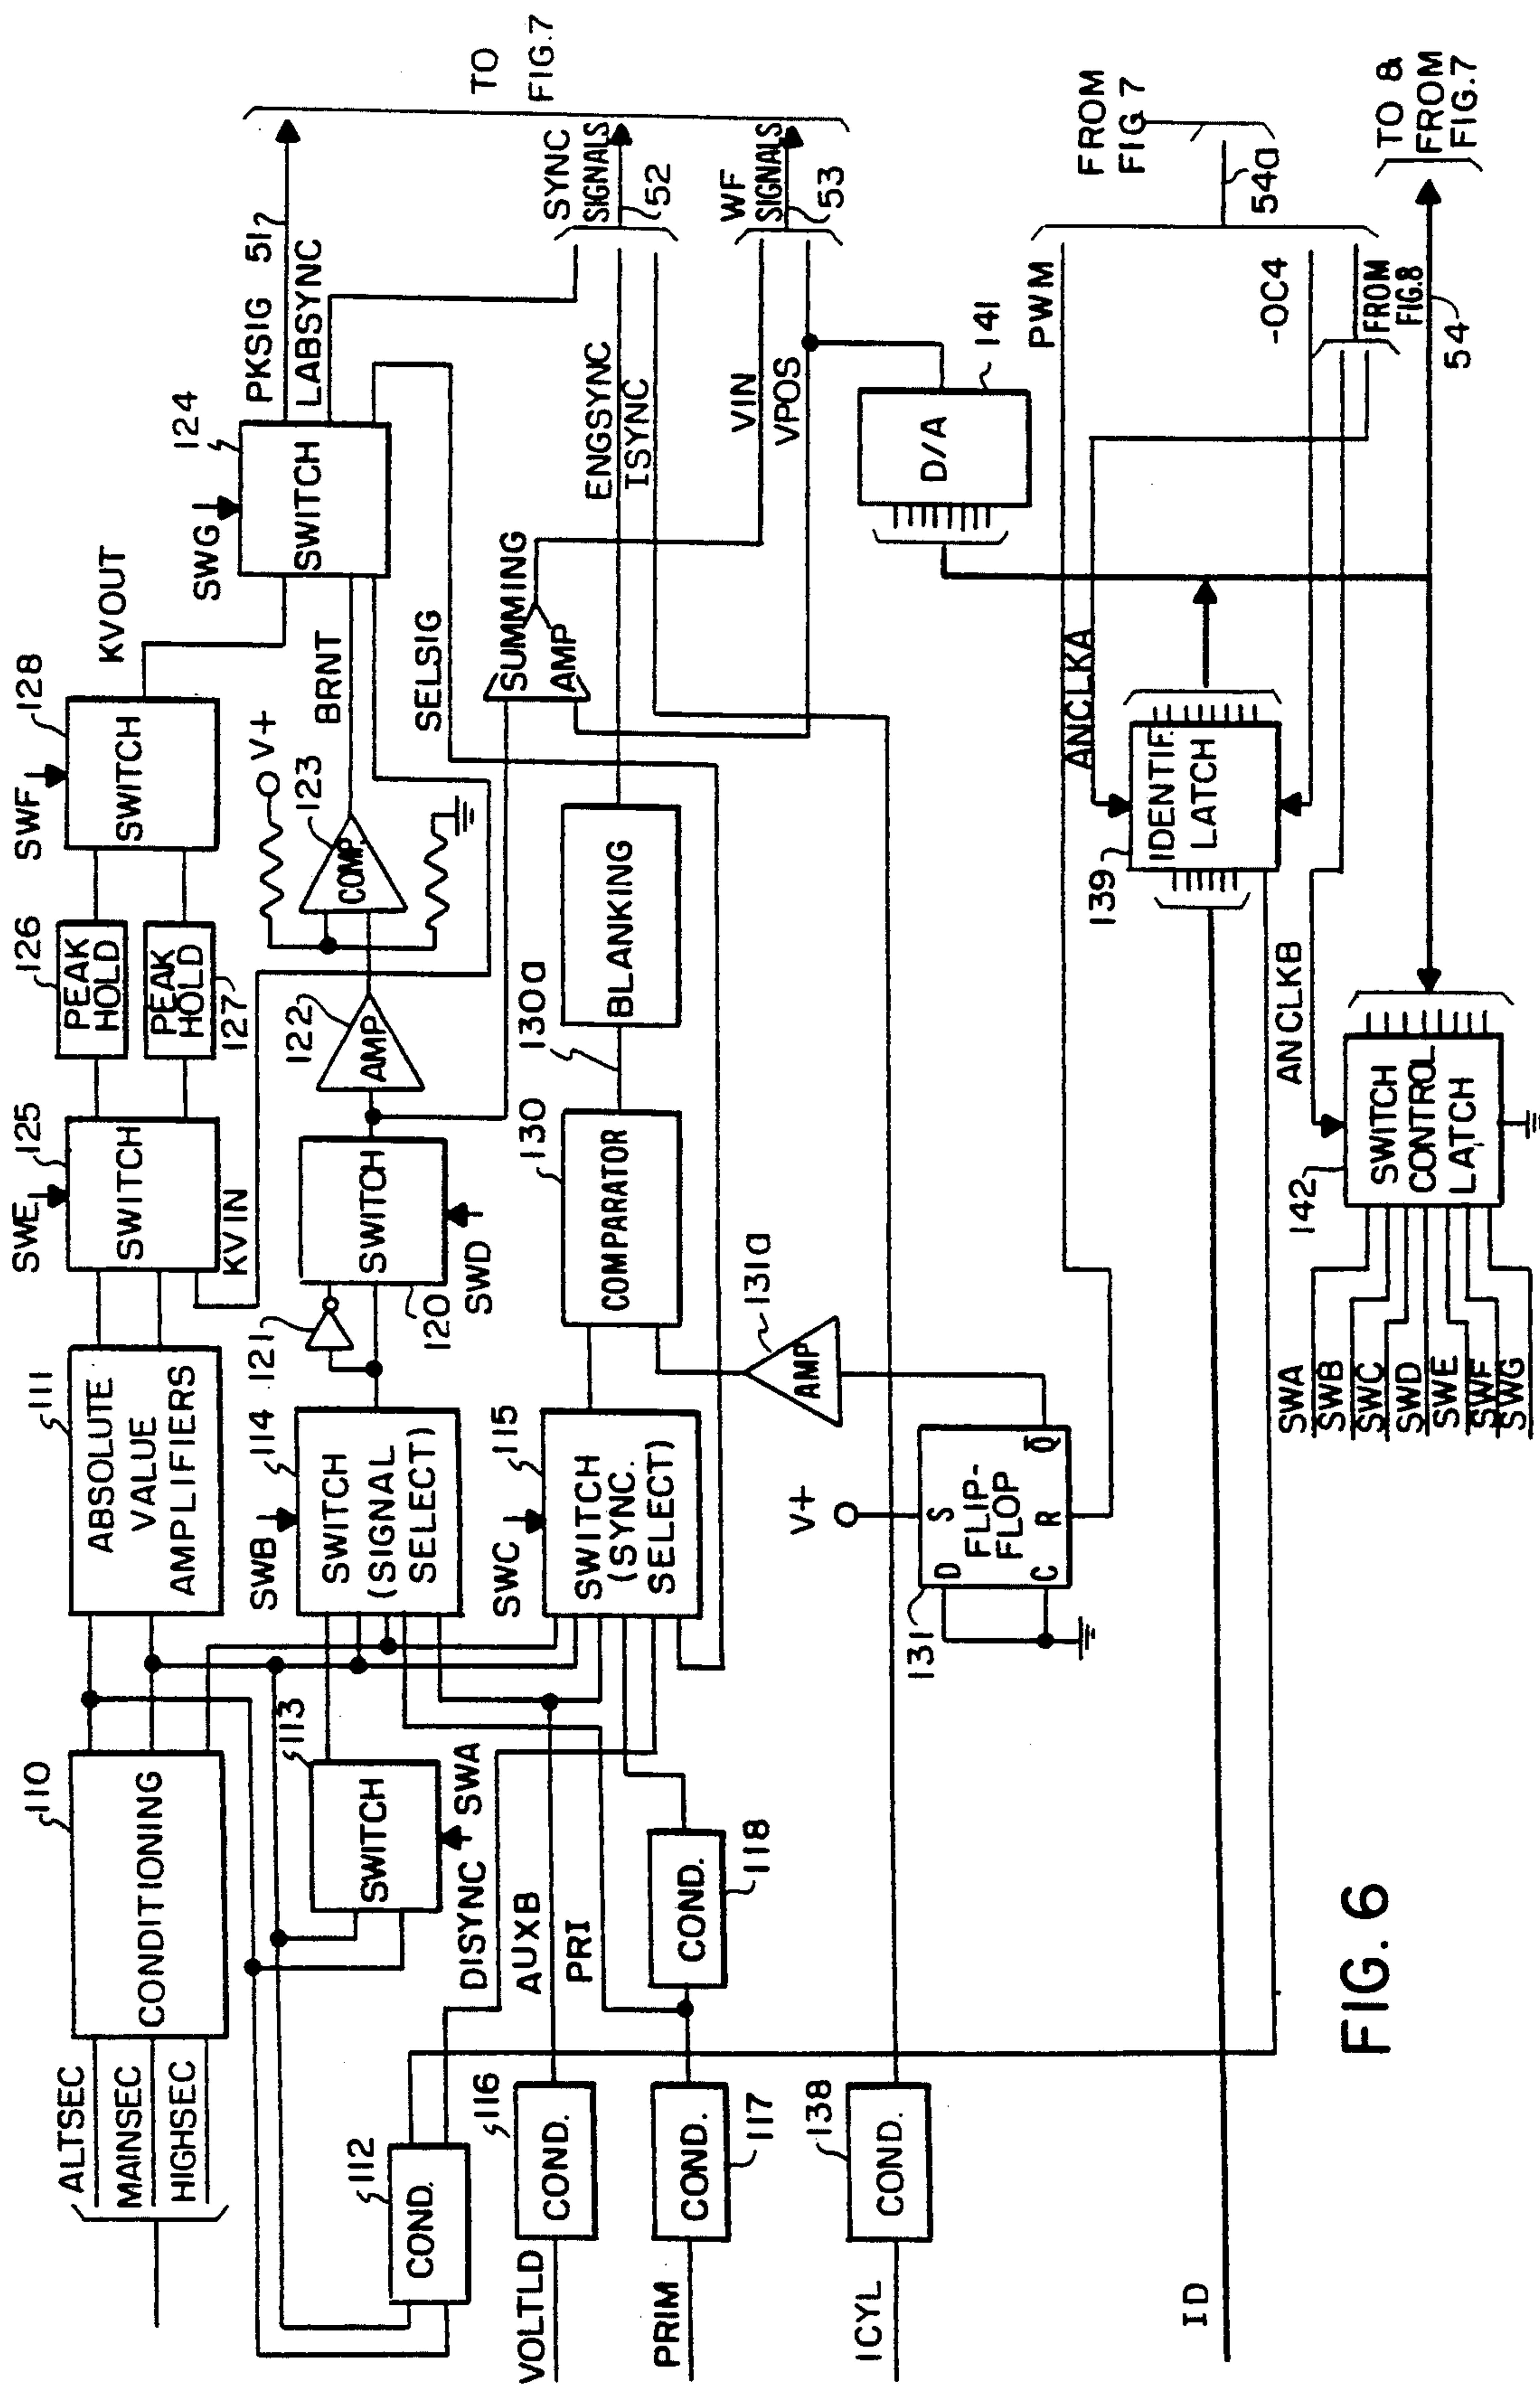 ALTSEC
MAINSEC
HIGHSEC
110
CONDITIONING
111
ABSOLUTE
VALUE
AMPLIFIERS
SWE
125
SWITCH
KVIN
126
PEAK
HOLD
PEAK
HOLD
127
SWF
128
SWITCH
KVOUT
SWG
124
SWITCH
PKSIG 51
LABSYNC
TO
FIG.7
112
COND.
113
SWITCH
SWA
SWB
114
SWITCH
(SIGNAL
SELECT)
121
SWITCH
120
SWD
122
AMP
123
COMP
V+
BRNT
SELSIG
SUMMING
AMP
DISYNC
AUXB
PRI
SWC
115
SWITCH
(SYNC.
SELECT)
130
COMPARATOR
130a
BLANKING
ENGSYNC
ISYNC
SYNC
SIGNALS
52
VIN
VPOS
WF
SIGNALS
53
VOLTLD
116
COND.
PRIM
117
COND.
118
COND.
131a
AMP
ICYL
138
COND.
V+
131
D
S
FLIP-
FLOP
C
R
Q̅
D/A
141
PWM
FROM
FIG 7
54a
ANCLKA
139
IDENTIF.
LATCH
-OC4
FROM
FIG.8
ID
ANCLKB
142
SWITCH
CONTROL
LATCH
SWA
SWB
SWC
SWD
SWE
SWF
SWG
54
TO &
FROM
FIG.7
FIG. 6